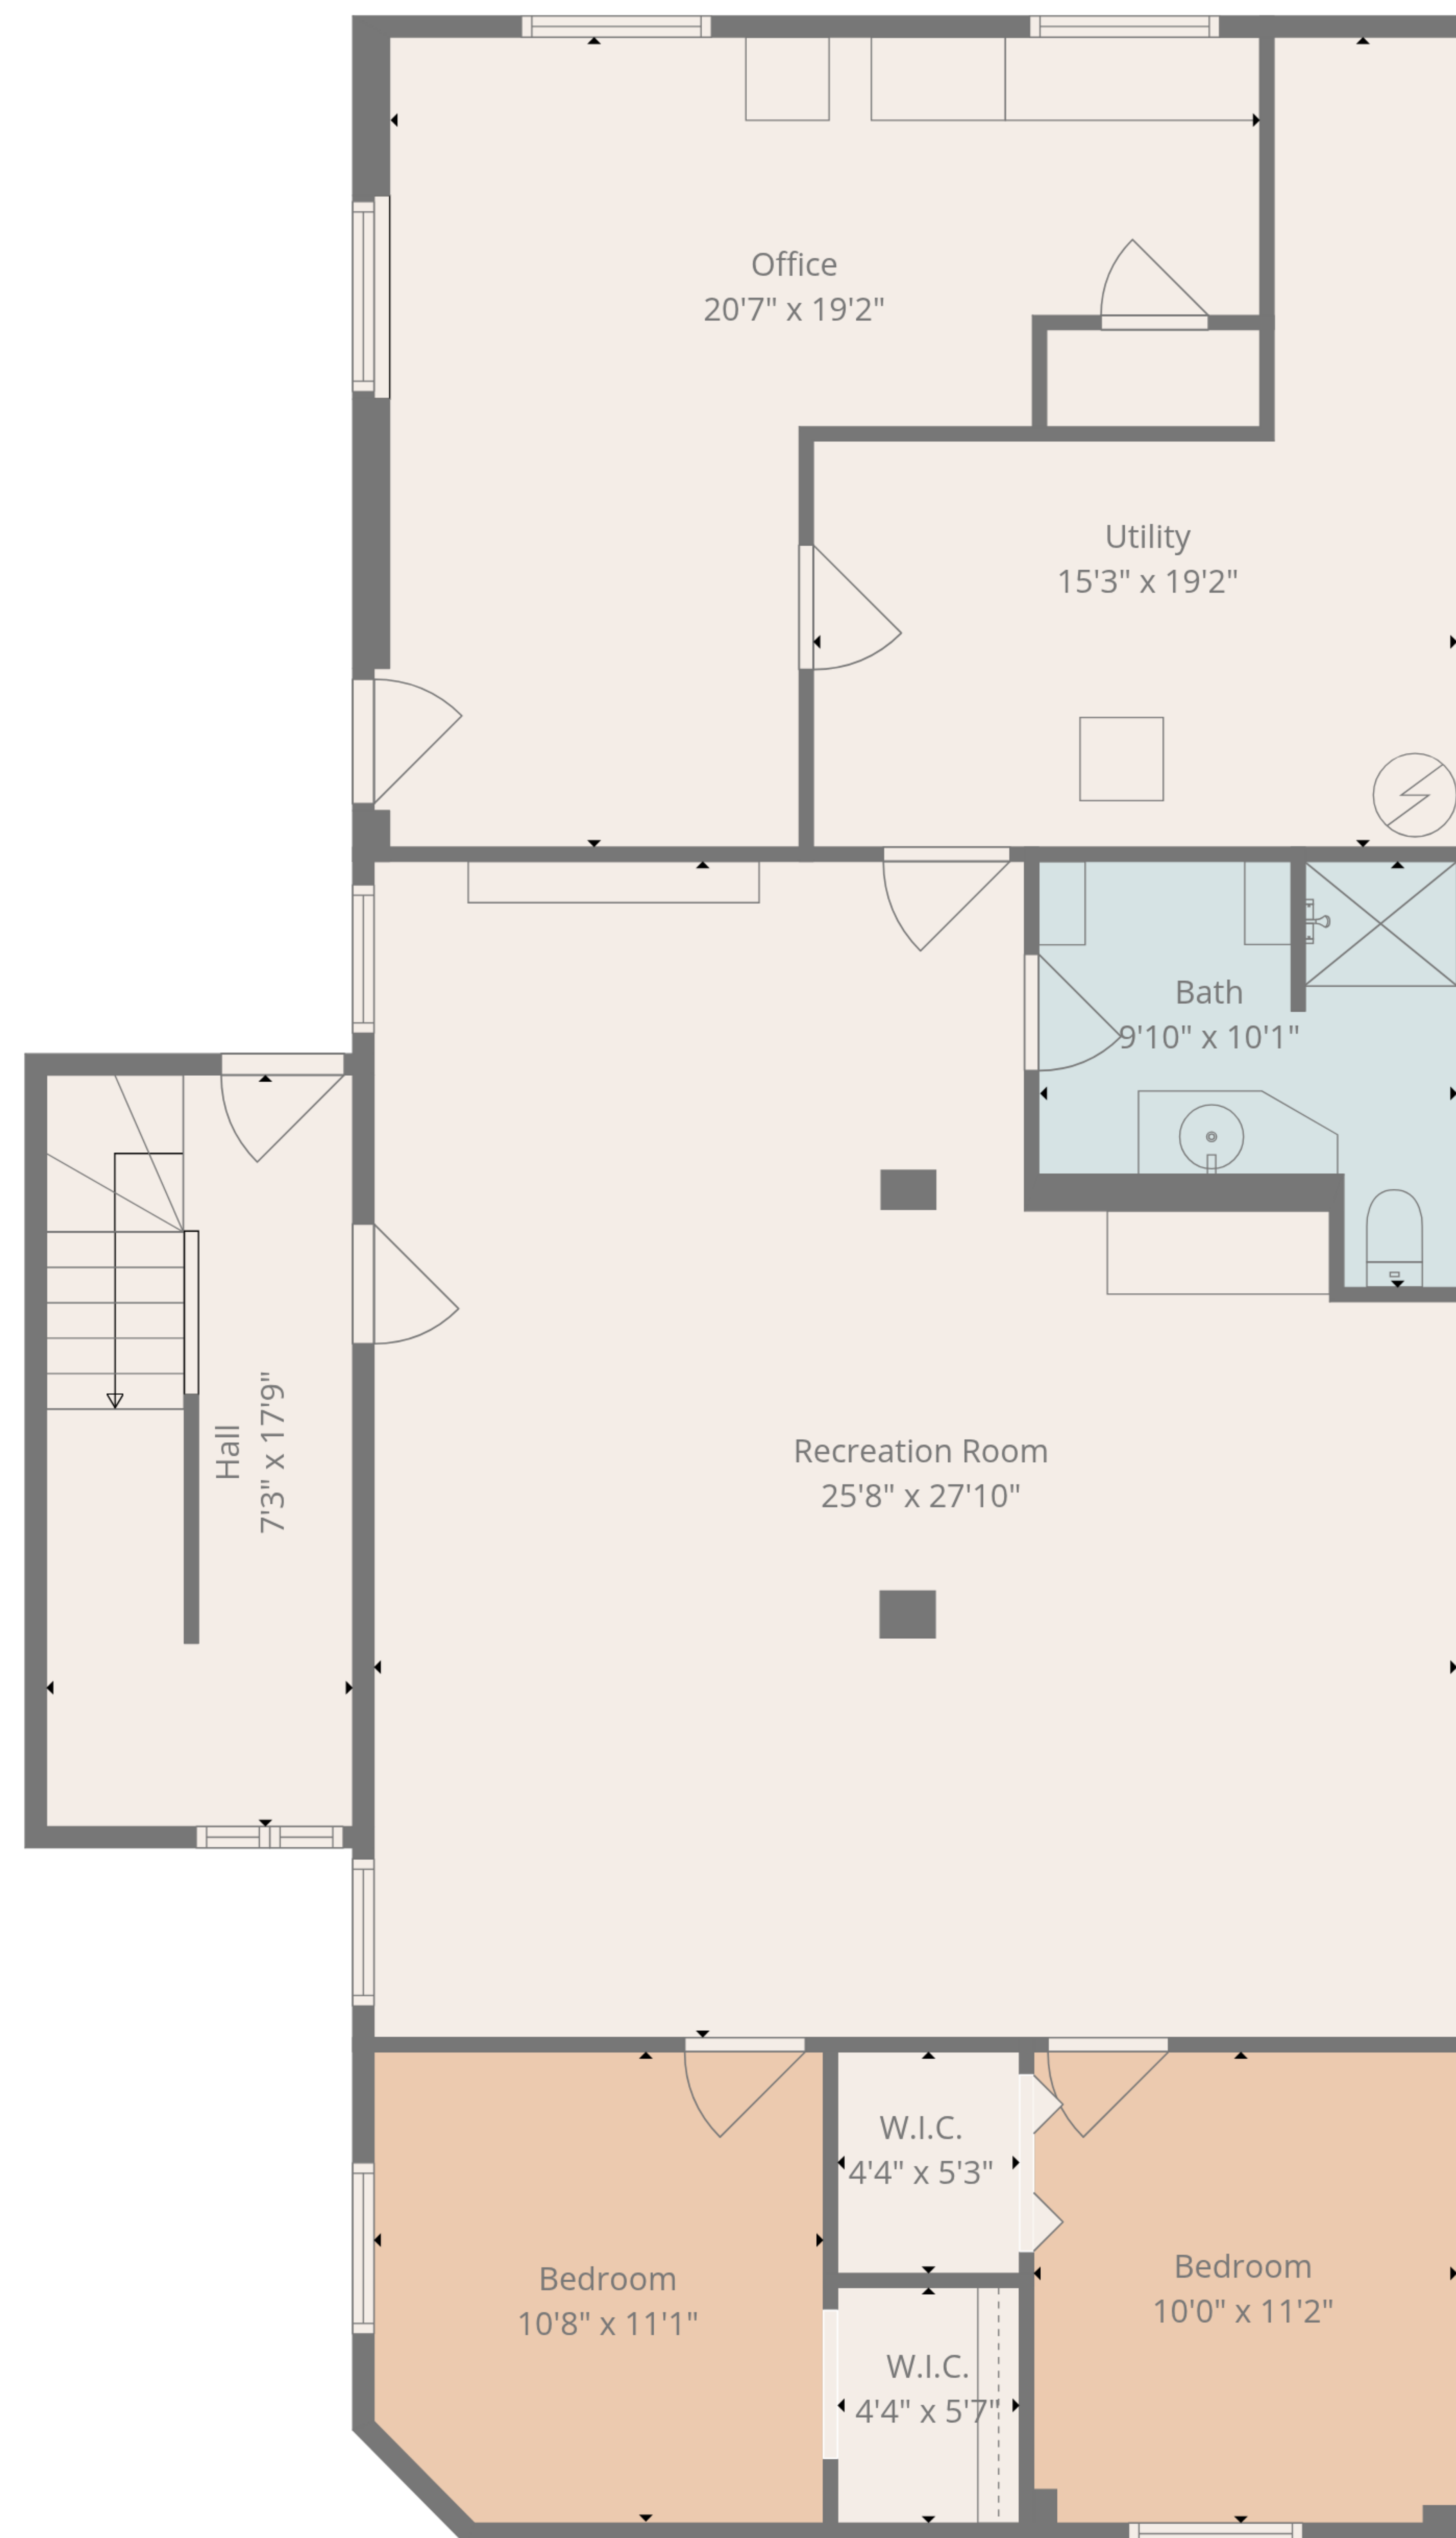 Office
20'7" x 19'2"
Utility
15'3" x 19'2"
Bath
9'10" x 10'1"
Hall
7'3" x 17'9"
Recreation Room
25'8" x 27'10"
W.I.C.
4'4" x 5'3"
Bedroom
10'8" x 11'1"
Bedroom
10'0" x 11'2"
W.I.C.
4'4" x 5'7"